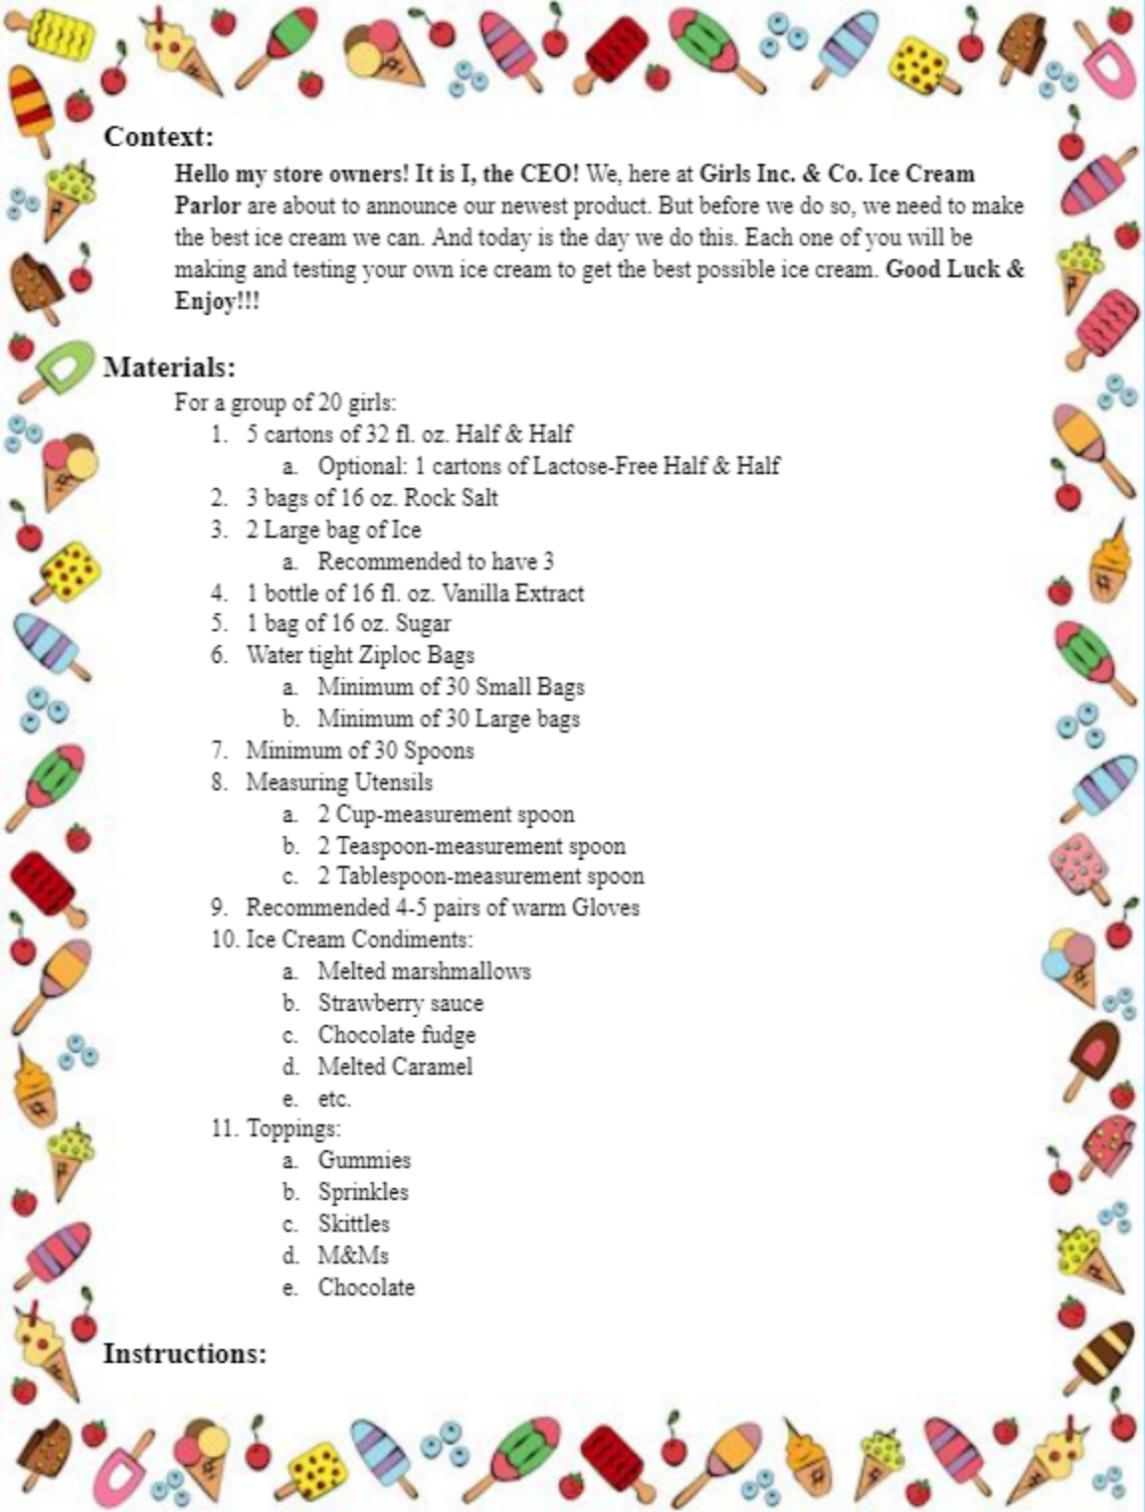 Context:
Hello my store owners! It is I, the CEO! We, here at Girls Inc. & Co. Ice Cream
Parlor are about to announce our newest product. But before we do so, we need to make
the best ice cream we can. And today is the day we do this. Each one of you will be
making and testing your own ice cream to get the best possible ice cream. Good Luck &
Enjoy!!!
Materials:
For a group of 20 girls:
1. 5 cartons of 32 fl. oz. Half & Half
a. Optional: 1 cartons of Lactose-Free Half & Half
2. 3 bags of 16 oz. Rock Salt
3. 2 Large bag of Ice
a. Recommended to have 3
4. 1 bottle of 16 fl. oz. Vanilla Extract
5. 1 bag of 16 oz. Sugar
6. Water tight Ziploc Bags
a. Minimum of 30 Small Bags
b. Minimum of 30 Large bags
7. Minimum of 30 Spoons
8. Measuring Utensils
a. 2 Cup-measurement spoon
b. 2 Teaspoon-measurement spoon
c. 2 Tablespoon-measurement spoon
9. Recommended 4-5 pairs of warm Gloves
10. Ice Cream Condiments:
a. Melted marshmallows
b. Strawberry sauce
c. Chocolate fudge
d. Melted Caramel
e. etc.
11. Toppings:
a. Gummies
b. Sprinkles
c. Skittles
d. M&Ms
e. Chocolate
Instructions: